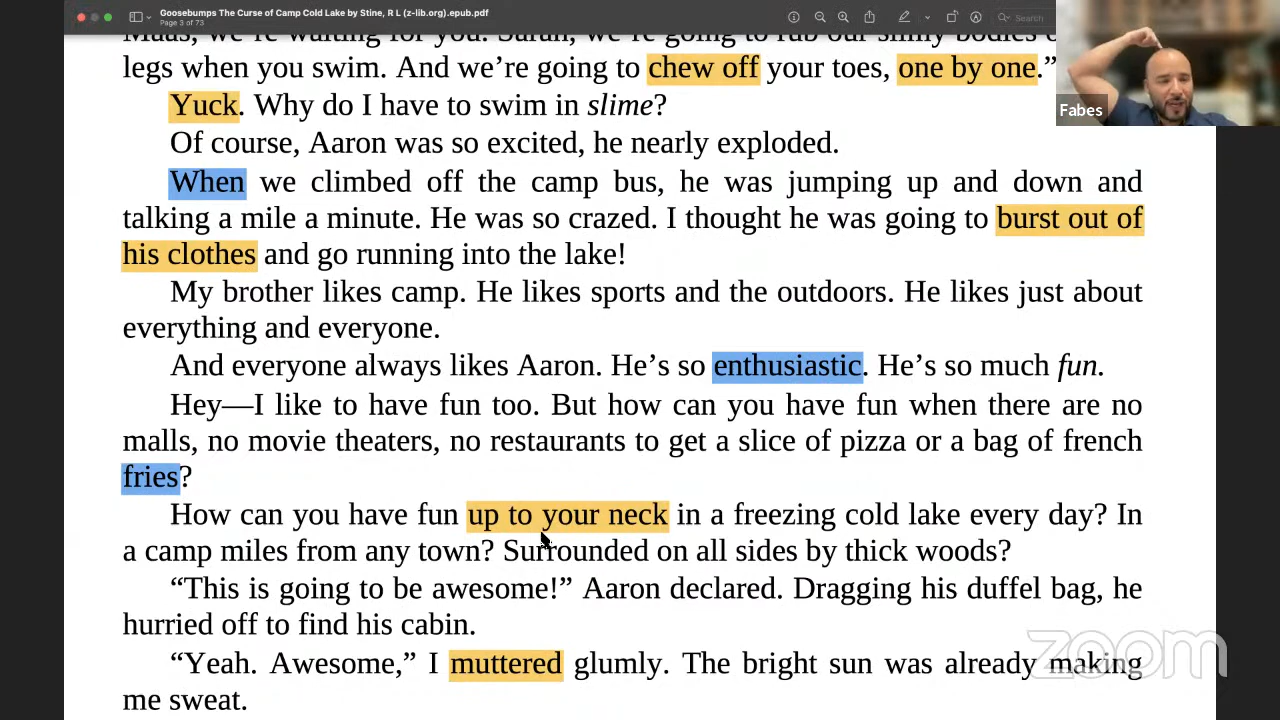 Goosebumps The Curse of Camp Cold Lake by Stine, R L (z-lib.org).epub.pdf
Page 3 of 73
Search
Fabes
legs when you swim. And we’re going to chew off your toes, one by one.”
Yuck. Why do I have to swim in slime?
Of course, Aaron was so excited, he nearly exploded.
When we climbed off the camp bus, he was jumping up and down and
talking a mile a minute. He was so crazed. I thought he was going to burst out of
his clothes and go running into the lake!
My brother likes camp. He likes sports and the outdoors. He likes just about
everything and everyone.
And everyone always likes Aaron. He’s so enthusiastic. He’s so much fun.
Hey—I like to have fun too. But how can you have fun when there are no
malls, no movie theaters, no restaurants to get a slice of pizza or a bag of french
fries?
How can you have fun up to your neck in a freezing cold lake every day? In
a camp miles from any town? Surrounded on all sides by thick woods?
“This is going to be awesome!” Aaron declared. Dragging his duffel bag, he
hurried off to find his cabin.
“Yeah. Awesome,” I muttered glumly. The bright sun was already making
me sweat.
zoom